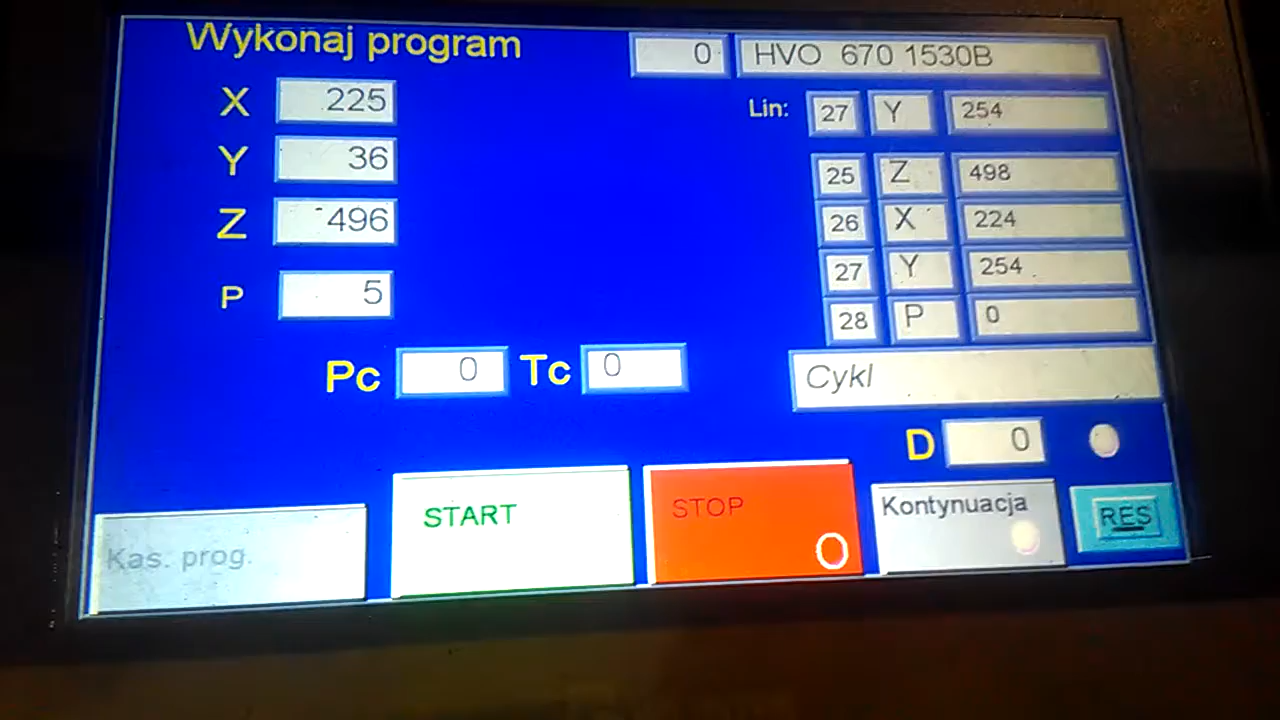 Wykonaj program 0 HVO 670 1530B
X 225
Lin: 27 Y 254
Y 36
25 Z 498
Z 496
26 X 224
27 Y 254
P 5
28 P 0
Pc 0 Tc 0
Cykl
D 0
Kas. prog.
START
STOP
Kontynuacja
RES